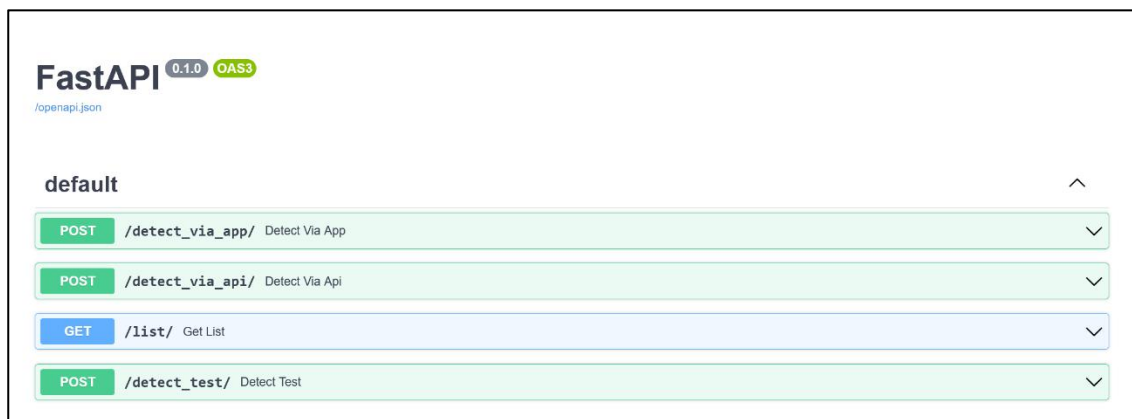 FastAPI 0.1.0 OAS3
/openapi.json
default
POST /detect_via_app/ Detect Via App
POST /detect_via_api/ Detect Via Api
GET /list/ Get List
POST /detect_test/ Detect Test